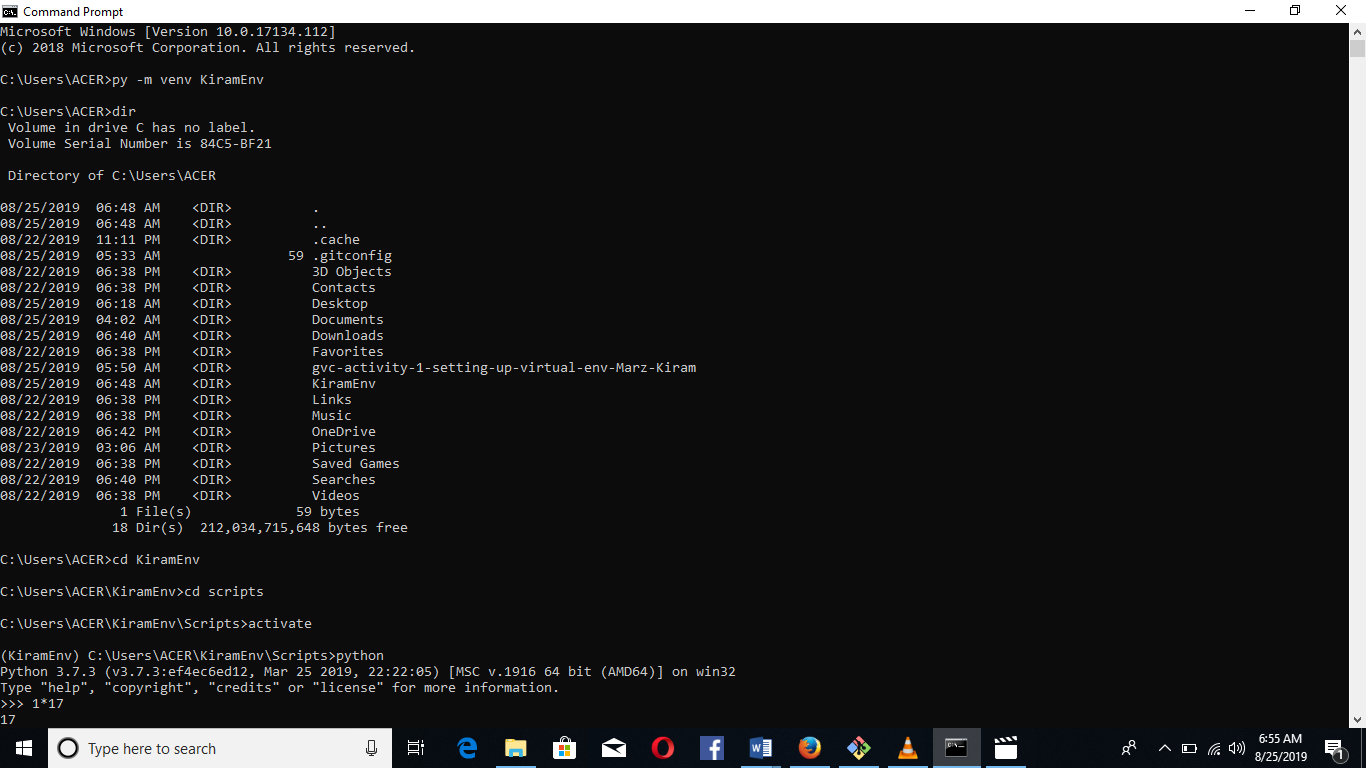 Command Prompt
Microsoft Windows [Version 10.0.17134.112]
(c) 2018 Microsoft Corporation. All rights reserved.
C:\Users\ACER>py -m venv KiramEnv
C:\Users\ACER>dir
 Volume in drive C has no label.
 Volume Serial Number is 84C5-BF21
 Directory of C:\Users\ACER
08/25/2019  06:48 AM    <DIR>          .
08/25/2019  06:48 AM    <DIR>          ..
08/22/2019  11:11 PM    <DIR>          .cache
08/25/2019  05:33 AM                59 .gitconfig
08/22/2019  06:38 PM    <DIR>          3D Objects
08/22/2019  06:38 PM    <DIR>          Contacts
08/25/2019  06:18 AM    <DIR>          Desktop
08/25/2019  04:02 AM    <DIR>          Documents
08/25/2019  06:40 AM    <DIR>          Downloads
08/22/2019  06:38 PM    <DIR>          Favorites
08/25/2019  05:50 AM    <DIR>          gvc-activity-1-setting-up-virtual-env-Marz-Kiram
08/25/2019  06:48 AM    <DIR>          KiramEnv
08/22/2019  06:38 PM    <DIR>          Links
08/22/2019  06:38 PM    <DIR>          Music
08/22/2019  06:42 PM    <DIR>          OneDrive
08/23/2019  03:06 AM    <DIR>          Pictures
08/22/2019  06:38 PM    <DIR>          Saved Games
08/22/2019  06:40 PM    <DIR>          Searches
08/22/2019  06:38 PM    <DIR>          Videos
               1 File(s)             59 bytes
              18 Dir(s)  212,034,715,648 bytes free
C:\Users\ACER>cd KiramEnv
C:\Users\ACER\KiramEnv>cd scripts
C:\Users\ACER\KiramEnv\Scripts>activate
(KiramEnv) C:\Users\ACER\KiramEnv\Scripts>python
Python 3.7.3 (v3.7.3:ef4ec6ed12, Mar 25 2019, 22:22:05) [MSC v.1916 64 bit (AMD64)] on win32
Type "help", "copyright", "credits" or "license" for more information.
>>> 1*17
17
Type here to search
6:55 AM
8/25/2019
1